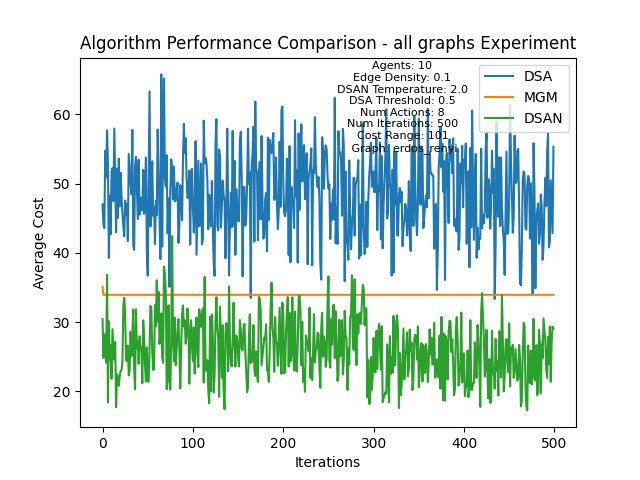 Algorithm Performance Comparison - all graphs Experiment
Agents: 10
Edge Density: 0.1
DSAN Temperature: 2.0
DSA Threshold: 0.5
Num Actions: 8
Num Iterations: 500
Cost Range: 101
Graph: erdos_renyi
DSA
MGM
DSAN
60
50
40
30
20
Average Cost
0
100
200
300
400
500
Iterations